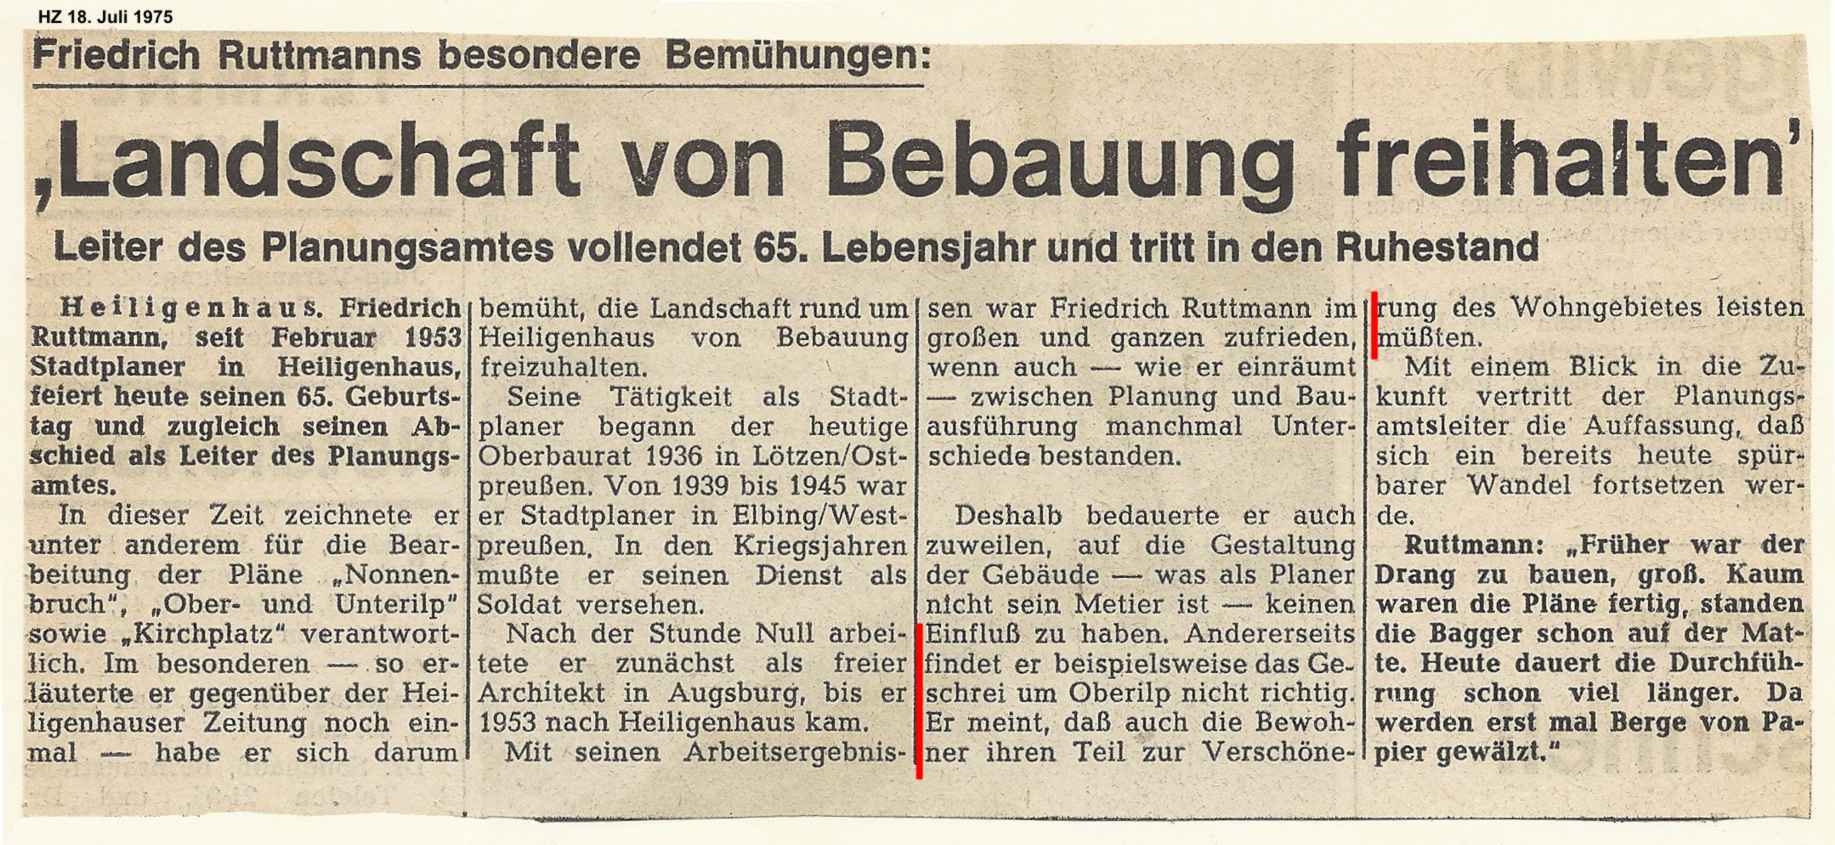 HZ 18. Juli 1975
Friedrich Ruttmanns besondere Bemühungen:
‚Landschaft von Bebauung freihalten’
Leiter des Planungsamtes vollendet 65. Lebensjahr und tritt in den Ruhestand
Heiligenhaus. Friedrich
Ruttmann, seit Februar 1953
Stadtplaner in Heiligenhaus,
feiert heute seinen 65. Geburts-
tag und zugleich seinen Ab-
schied als Leiter des Planungs-
amtes.
In dieser Zeit zeichnete er
unter anderem für die Bear-
beitung der Pläne „Nonnen-
bruch“, „Ober- und Unterilp“
sowie „Kirchplatz“ verantwort-
lich. Im besonderen — so er-
läuterte er gegenüber der Hei-
ligenhauser Zeitung noch ein-
mal — habe er sich darum
bemüht, die Landschaft rund um
Heiligenhaus von Bebauung
freizuhalten.
Seine Tätigkeit als Stadt-
planer begann der heutige
Oberbaurat 1936 in Lötzen/Ost-
preußen. Von 1939 bis 1945 war
er Stadtplaner in Elbing/West-
preußen. In den Kriegsjahren
mußte er seinen Dienst als
Soldat versehen.
Nach der Stunde Null arbei-
tete er zunächst als freier
Architekt in Augsburg, bis er
1953 nach Heiligenhaus kam.
Mit seinen Arbeitsergebnis-
sen war Friedrich Ruttmann im
großen und ganzen zufrieden,
wenn auch — wie er einräumt
— zwischen Planung und Bau-
ausführung manchmal Unter-
schiede bestanden.
Deshalb bedauerte er auch
zuweilen, auf die Gestaltung
der Gebäude — was als Planer
nicht sein Metier ist — keinen
Einfluß zu haben. Andererseits
findet er beispielsweise das Ge-
schrei um Oberilp nicht richtig.
Er meint, daß auch die Bewoh-
ner ihren Teil zur Verschöne-
rung des Wohngebietes leisten
müßten.
Mit einem Blick in die Zu-
kunft vertritt der Planungs-
amtsleiter die Auffassung, daß
sich ein bereits heute spür-
barer Wandel fortsetzen wer-
de.
Ruttmann: „Früher war der
Drang zu bauen, groß. Kaum
waren die Pläne fertig, standen
die Bagger schon auf der Mat-
te. Heute dauert die Durchfüh-
rung schon viel länger. Da
werden erst mal Berge von Pa-
pier gewälzt.“